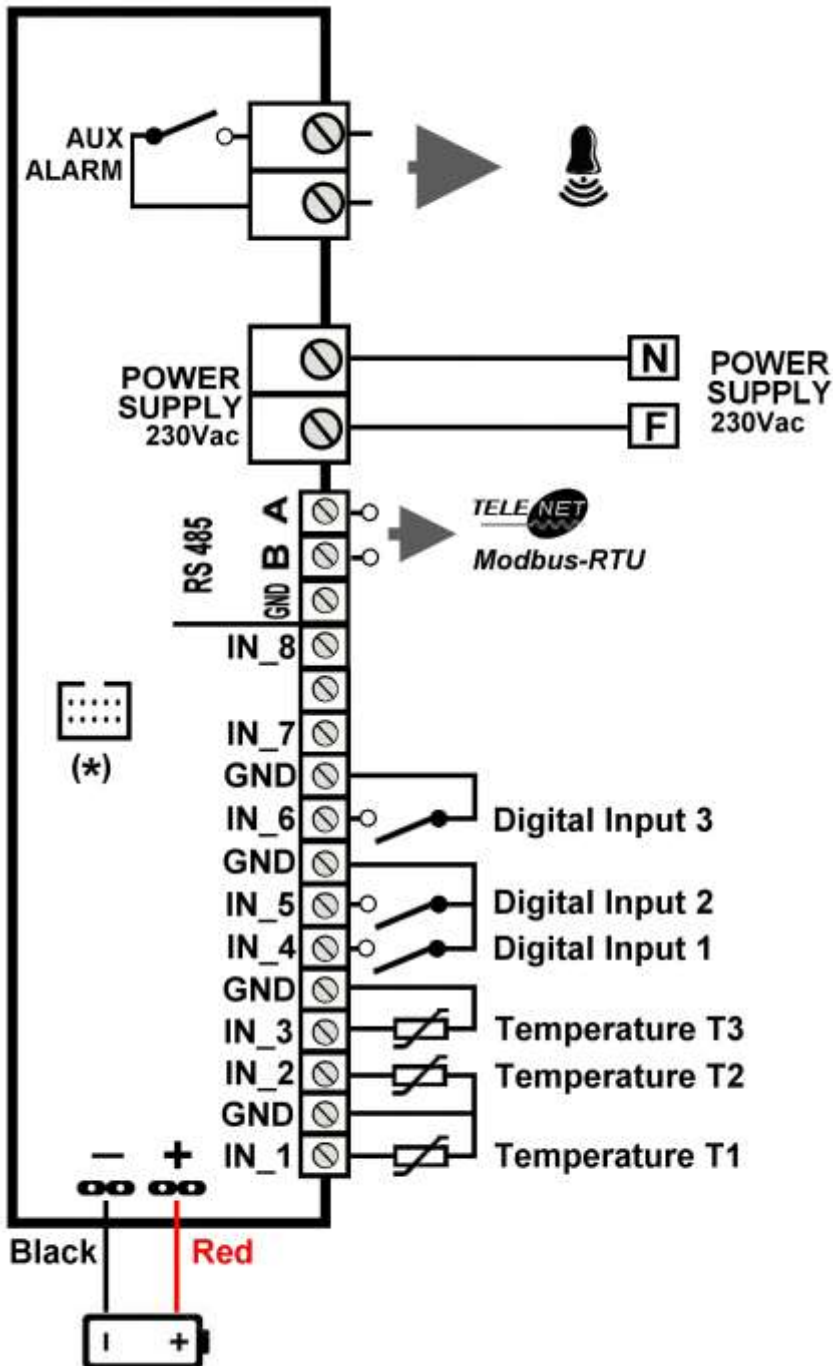 AUX
ALARM
POWER
SUPPLY
230Vac
N
F
POWER
SUPPLY
230Vac
RS 485
A
B
GND
TELE NET
Modbus-RTU
IN_8
IN_7
GND
IN_6
Digital Input 3
GND
IN_5
Digital Input 2
IN_4
Digital Input 1
GND
IN_3
Temperature T3
IN_2
Temperature T2
GND
IN_1
Temperature T1
(*)
− +
Black
Red
− +